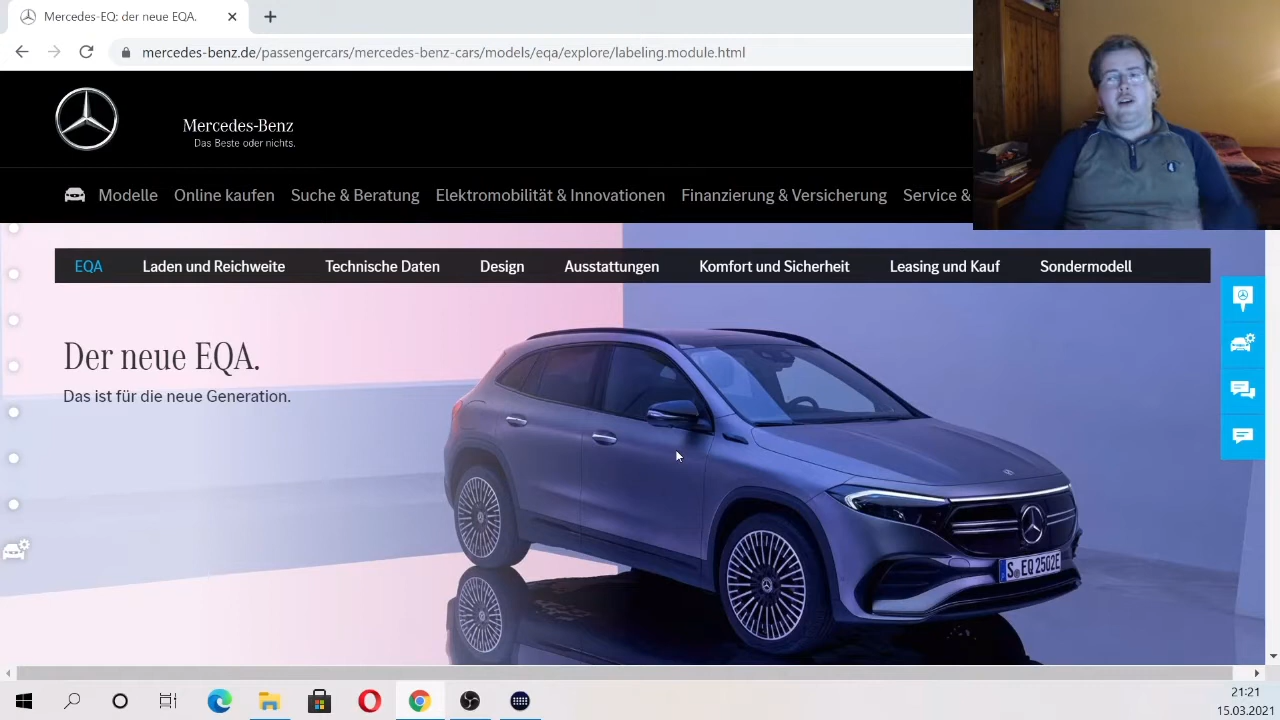 Mercedes-EQ: der neue EQA.
mercedes-benz.de/passengercars/mercedes-benz-cars/models/eqa/explore/labeling.module.html
Mercedes-Benz
Das Beste oder nichts.
Modelle Online kaufen Suche & Beratung Elektromobilität & Innovationen Finanzierung & Versicherung Service &
EQA Laden und Reichweite Technische Daten Design Ausstattungen Komfort und Sicherheit Leasing und Kauf Sondermodell
Der neue EQA.
Das ist für die neue Generation.
S EQ 2502E
21:21
15.03.2021